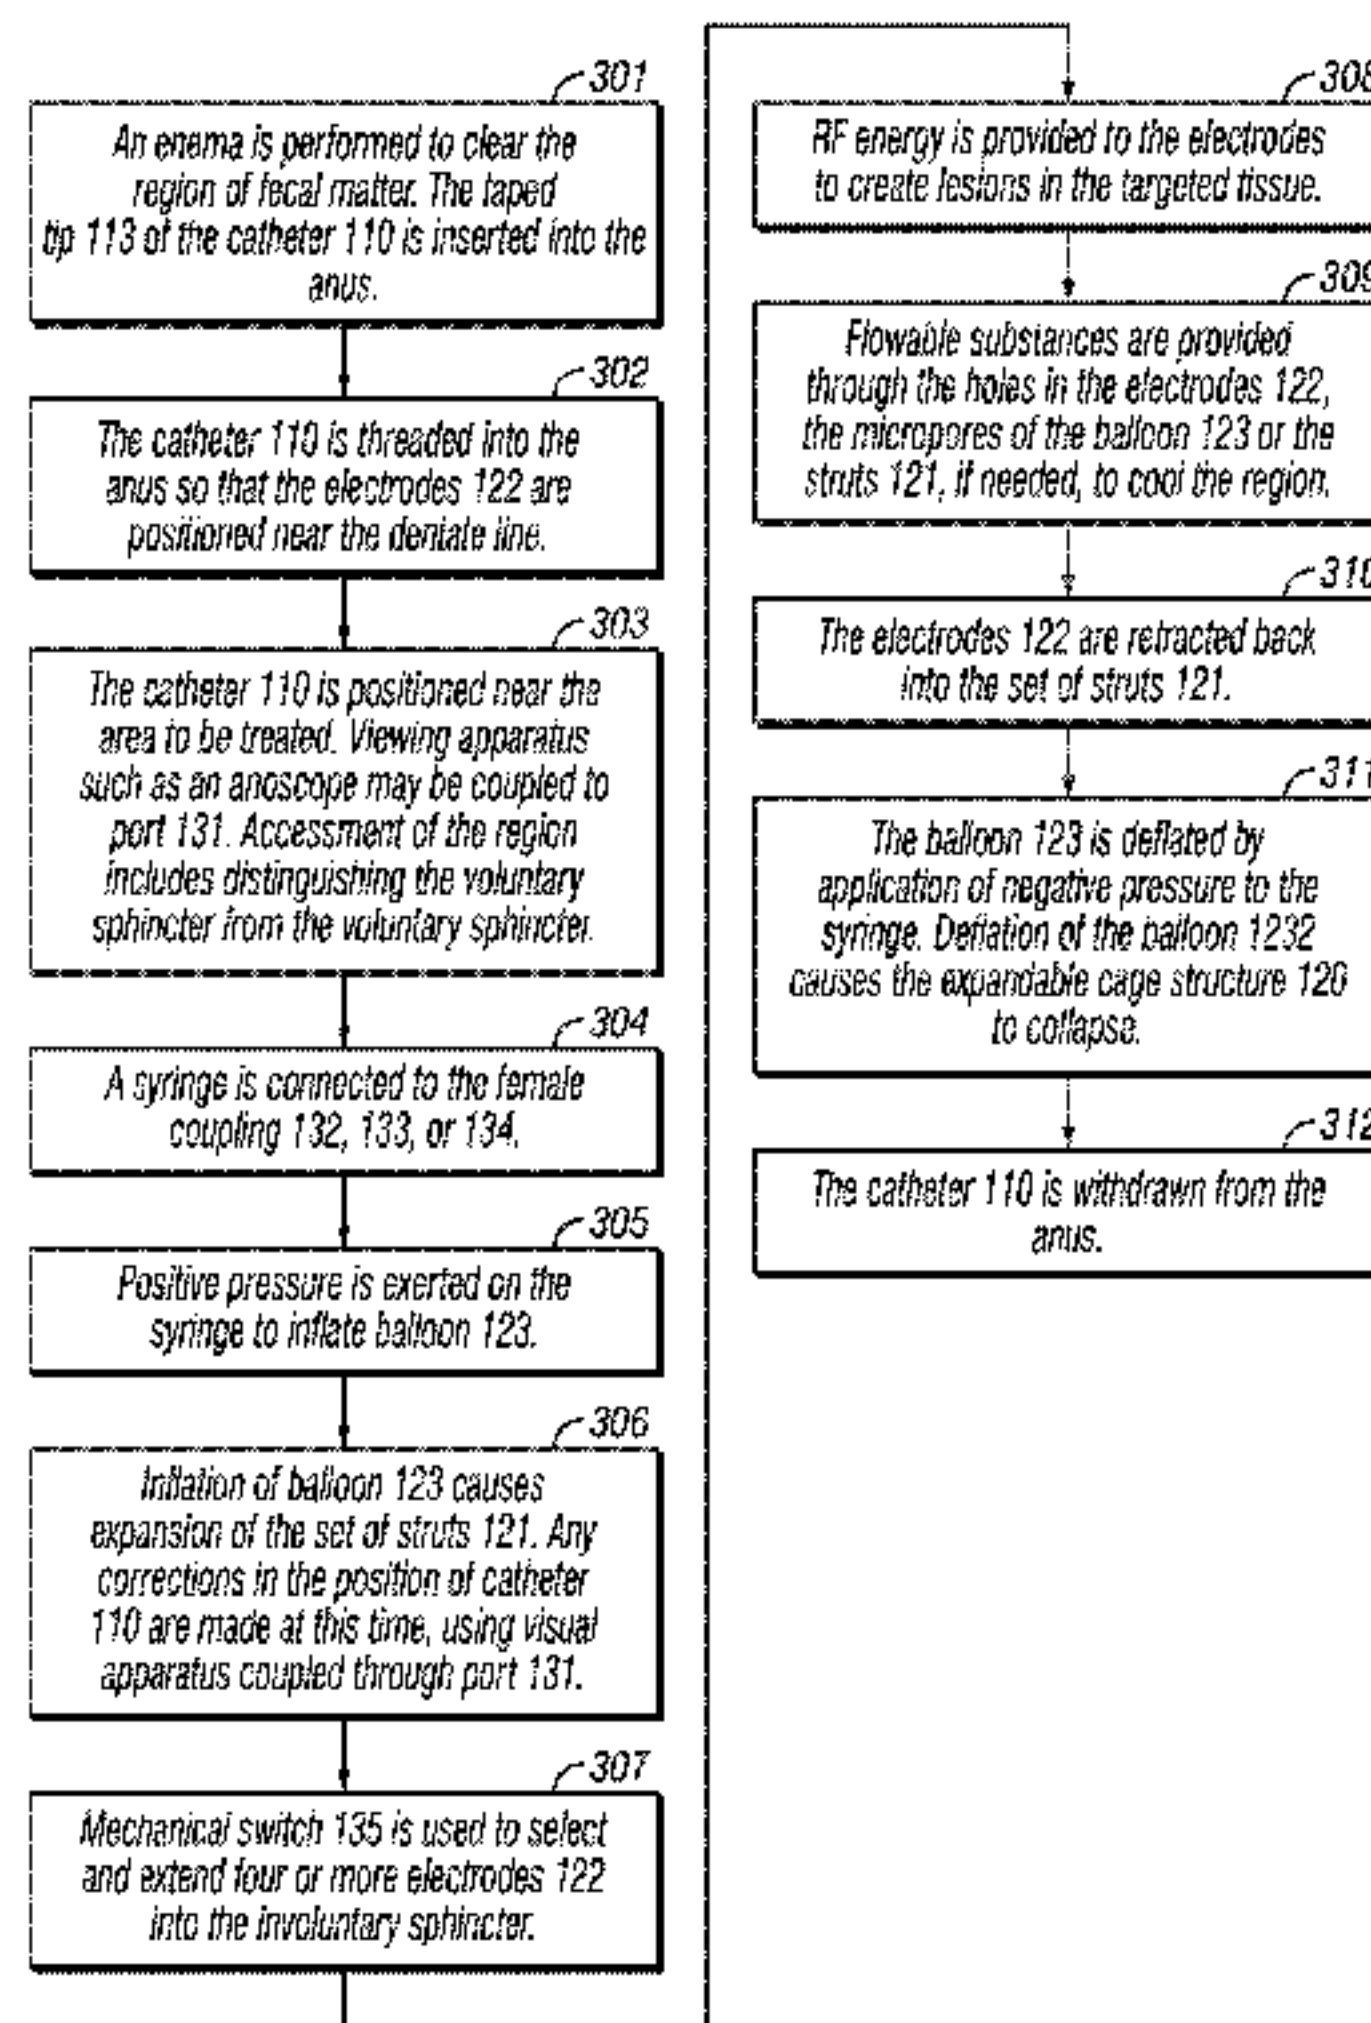 301
An enema is performed to clear the
region of fecal matter. The taped
tip 113 of the catheter 110 is inserted into the
anus.
302
The catheter 110 is threaded into the
anus so that the electrodes 122 are
positioned near the dentate line.
303
The catheter 110 is positioned near the
area to be treated. Viewing apparatus
such as an anoscope may be coupled to
port 131. Accessment of the region
includes distinguishing the voluntary
sphincter from the voluntary sphincter.
304
A syringe is connected to the female
coupling 132, 133, or 134.
305
Positive pressure is exerted on the
syringe to inflate balloon 123.
306
Inflation of balloon 123 causes
expansion of the set of struts 121. Any
corrections in the position of catheter
110 are made at this time, using visual
apparatus coupled through port 131.
307
Mechanical switch 135 is used to select
and extend four or more electrodes 122
into the involuntary sphincter.
308
RF energy is provided to the electrodes
to create lesions in the targeted tissue.
309
Flowable substances are provided
through the holes in the electrodes 122,
the micropores of the balloon 123 or the
struts 121, if needed, to cool the region.
310
The electrodes 122 are retracted back
into the set of struts 121.
311
The balloon 123 is deflated by
application of negative pressure to the
syringe. Deflation of the balloon 1232
causes the expandable cage structure 120
to collapse.
312
The catheter 110 is withdrawn from the
anus.